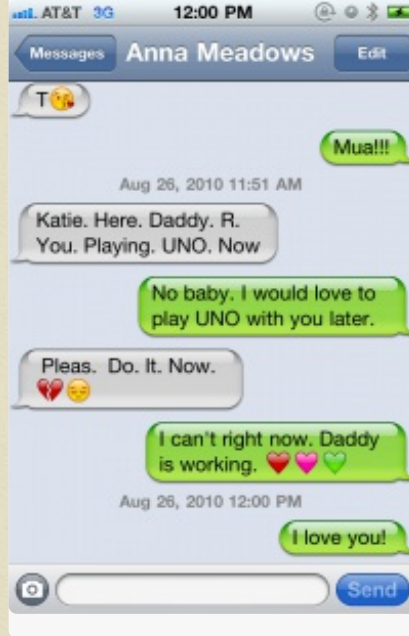 AT&T 3G 12:00 PM
Messages Anna Meadows Edit
T😘
Mua!!!
Aug 26, 2010 11:51 AM
Katie. Here. Daddy. R.
You. Playing. UNO. Now
No baby. I would love to
play UNO with you later.
Pleas. Do. It. Now.
💔😔
I can't right now. Daddy
is working. ❤️💗💚
Aug 26, 2010 12:00 PM
I love you!
Send